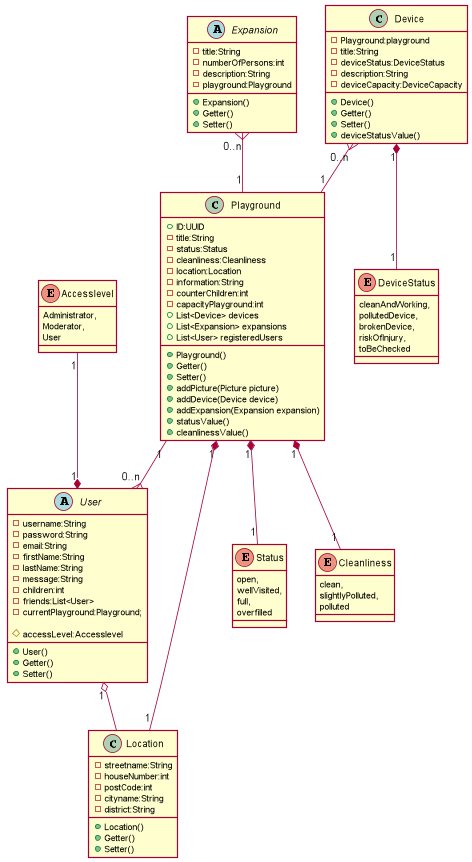 A Expansion
title:String
numberOfPersons:int
description:String
playground:Playground
Expansion()
Getter()
Setter()
C Device
Playground:playground
title:String
deviceStatus:DeviceStatus
description:String
deviceCapacity:DeviceCapacity
Device()
Getter()
Setter()
deviceStatusValue()
0..n
0..n
1
1
1
1
C Playground
ID:UUID
title:String
status:Status
cleanliness:Cleanliness
location:Location
information:String
counterChildren:int
capacityPlayground:int
List<Device> devices
List<Expansion> expansions
List<User> registeredUsers
Playground()
Getter()
Setter()
addPicture(Picture picture)
addDevice(Device device)
addExpansion(Expansion expansion)
statusValue()
cleanlinessValue()
E DeviceStatus
cleanAndWorking,
pollutedDevice,
brokenDevice,
riskOfInjury,
toBeChecked
E Accesslevel
Administrator,
Moderator,
User
1
1
1
0..n
1
1
1
1
1
A User
username:String
password:String
email:String
firstName:String
lastName:String
message:String
children:int
friends:List<User>
currentPlayground:Playground;
accessLevel:Accesslevel
User()
Getter()
Setter()
E Status
open,
wellVisited,
full,
overfilled
E Cleanliness
clean,
slightlyPolluted,
polluted
1
1
C Location
streetname:String
houseNumber:int
postCode:int
cityname:String
district:String
Location()
Getter()
Setter()